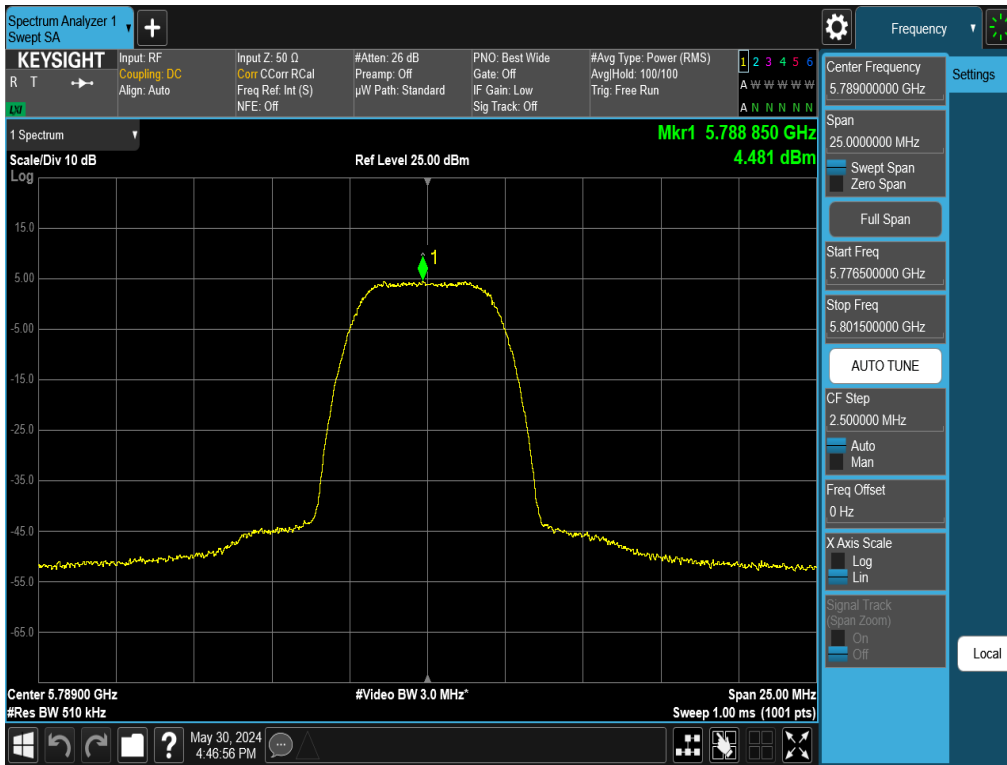 Spectrum Analyzer 1
Swept SA
+
Frequency
KEYSIGHT
R T
LXI
Input: RF
Coupling: DC
Align: Auto
Input Z: 50 Ω
Corr CCorr RCal
Freq Ref: Int (S)
NFE: Off
#Atten: 26 dB
Preamp: Off
µW Path: Standard
PNO: Best Wide
Gate: Off
IF Gain: Low
Sig Track: Off
#Avg Type: Power (RMS)
Avg|Hold: 100/100
Trig: Free Run
1 2 3 4 5 6
A W W W W W
A N N N N N
1 Spectrum
Scale/Div 10 dB
Log
Ref Level 25.00 dBm
Mkr1 5.788 850 GHz
4.481 dBm
1
15.0
5.00
-5.00
-15.0
-25.0
-35.0
-45.0
-55.0
-65.0
Center 5.78900 GHz
#Res BW 510 kHz
#Video BW 3.0 MHz*
Span 25.00 MHz
Sweep 1.00 ms (1001 pts)
?
May 30, 2024
4:46:56 PM
Center Frequency
5.789000000 GHz
Span
25.0000000 MHz
Swept Span
Zero Span
Full Span
Start Freq
5.776500000 GHz
Stop Freq
5.801500000 GHz
AUTO TUNE
CF Step
2.500000 MHz
Auto
Man
Freq Offset
0 Hz
X Axis Scale
Log
Lin
Signal Track
(Span Zoom)
On
Off
Settings
Local